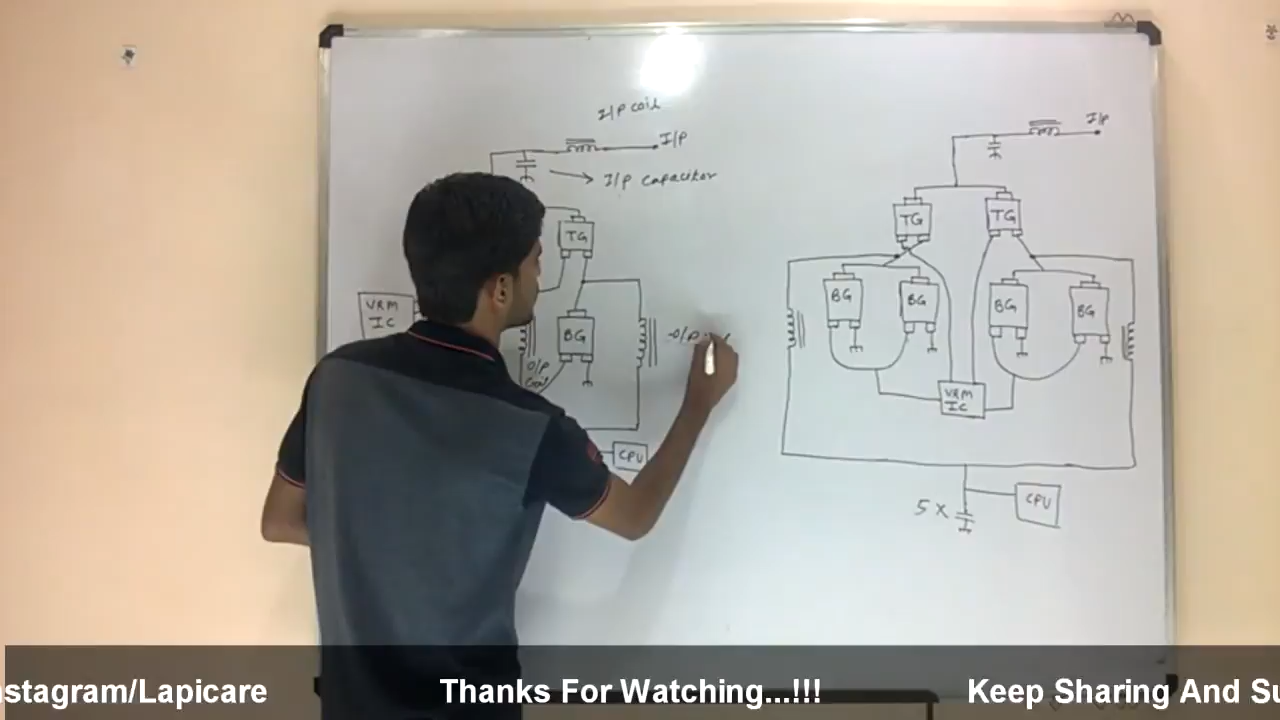 I/P coil
I/P
I/P capacitor
TG
VRM
IC
BG
O/P
coil
O/P
CPU
I/P
TG
TG
BG
BG
BG
BG
VRM
IC
CPU
5 X
stagram/Lapicare
Thanks For Watching...!!!
Keep Sharing And Su